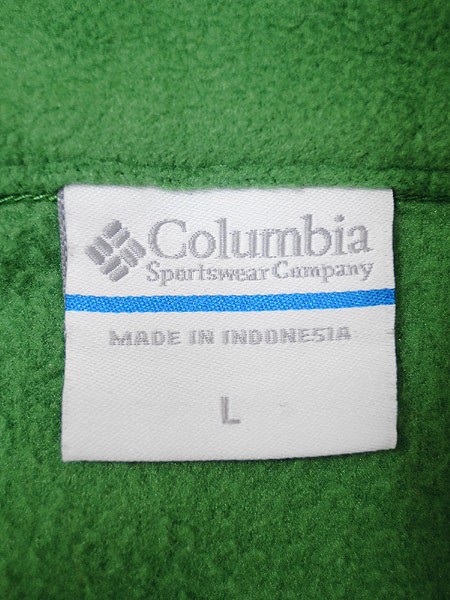 Columbia
Sportswear Company
MADE IN INDONESIA
L